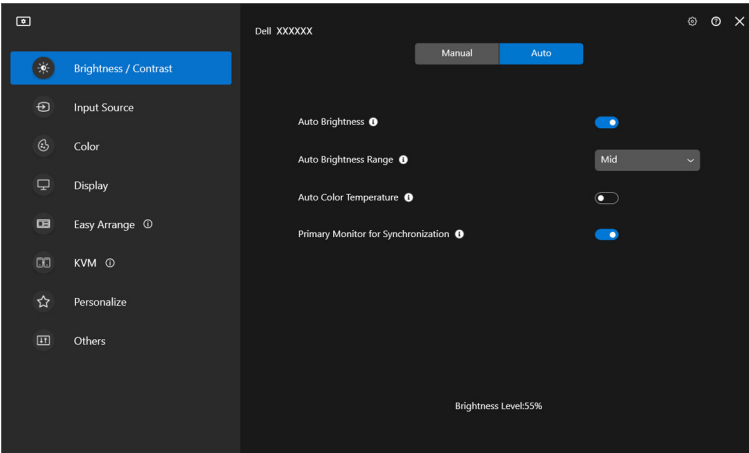 Dell XXXXXX
Manual Auto
Brightness / Contrast
Input Source
Color
Display
Easy Arrange
KVM
Personalize
Others
Auto Brightness
Auto Brightness Range Mid
Auto Color Temperature
Primary Monitor for Synchronization
Brightness Level:55%